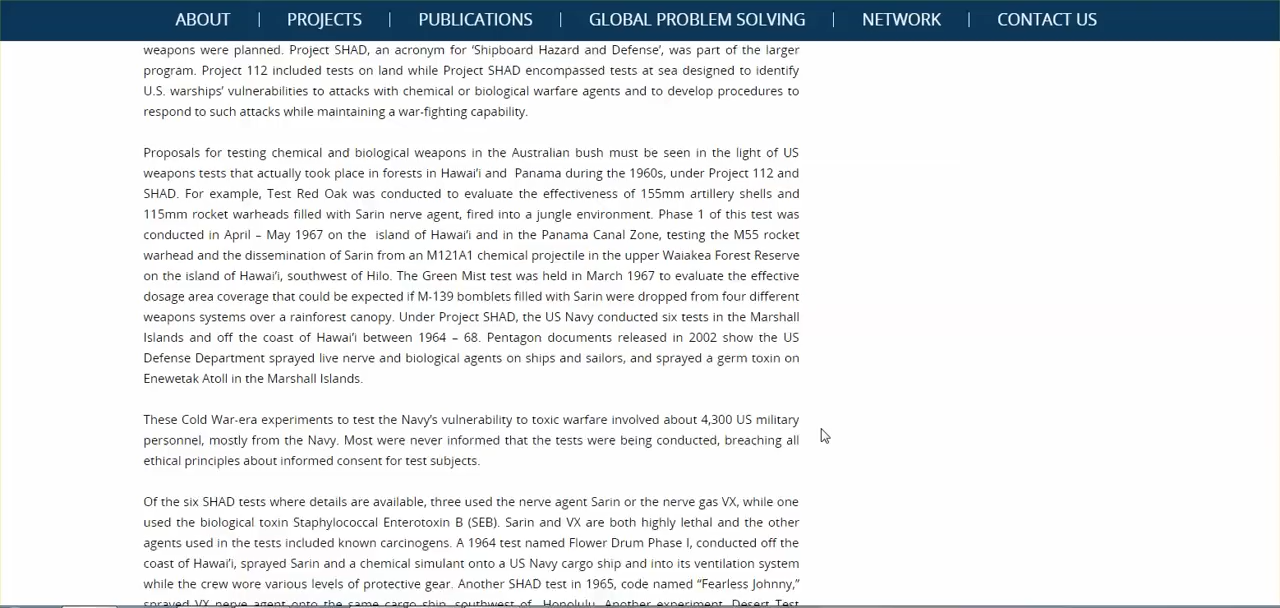 ABOUT | PROJECTS | PUBLICATIONS | GLOBAL PROBLEM SOLVING | NETWORK | CONTACT US
weapons were planned. Project SHAD, an acronym for ‘Shipboard Hazard and Defense’, was part of the larger
program. Project 112 included tests on land while Project SHAD encompassed tests at sea designed to identify
U.S. warships’ vulnerabilities to attacks with chemical or biological warfare agents and to develop procedures to
respond to such attacks while maintaining a war-fighting capability.
Proposals for testing chemical and biological weapons in the Australian bush must be seen in the light of US
weapons tests that actually took place in forests in Hawai’i and Panama during the 1960s, under Project 112 and
SHAD. For example, Test Red Oak was conducted to evaluate the effectiveness of 155mm artillery shells and
115mm rocket warheads filled with Sarin nerve agent, fired into a jungle environment. Phase 1 of this test was
conducted in April – May 1967 on the island of Hawai’i and in the Panama Canal Zone, testing the M55 rocket
warhead and the dissemination of Sarin from an M121A1 chemical projectile in the upper Waiakea Forest Reserve
on the island of Hawai’i, southwest of Hilo. The Green Mist test was held in March 1967 to evaluate the effective
dosage area coverage that could be expected if M-139 bomblets filled with Sarin were dropped from four different
weapons systems over a rainforest canopy. Under Project SHAD, the US Navy conducted six tests in the Marshall
Islands and off the coast of Hawai’i between 1964 – 68. Pentagon documents released in 2002 show the US
Defense Department sprayed live nerve and biological agents on ships and sailors, and sprayed a germ toxin on
Enewetak Atoll in the Marshall Islands.
These Cold War-era experiments to test the Navy’s vulnerability to toxic warfare involved about 4,300 US military
personnel, mostly from the Navy. Most were never informed that the tests were being conducted, breaching all
ethical principles about informed consent for test subjects.
Of the six SHAD tests where details are available, three used the nerve agent Sarin or the nerve gas VX, while one
used the biological toxin Staphylococcal Enterotoxin B (SEB). Sarin and VX are both highly lethal and the other
agents used in the tests included known carcinogens. A 1964 test named Flower Drum Phase I, conducted off the
coast of Hawai’i, sprayed Sarin and a chemical simulant onto a US Navy cargo ship and into its ventilation system
while the crew wore various levels of protective gear. Another SHAD test in 1965, code named “Fearless Johnny,”
sprayed VX nerve agent onto the same cargo ship southwest of Honolulu. Another experiment, Desert Test